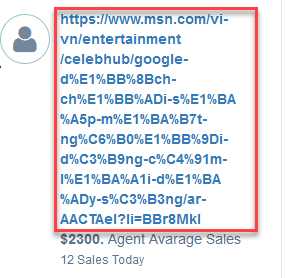 https://www.msn.com/vi-
vn/entertainment
/celebhub/google-
d%E1%BB%8Bch-
ch%E1%BB%ADi-s%E1%BA
%A5p-m%E1%BA%B7t-
ng%C6%B0%E1%BB%9Di-
d%C3%B9ng-c%C4%91m-
l%E1%BA%A1i-d%E1%BA
%ADy-s%C3%B3ng/ar-
AACTAeI?li=BBr8MkI
$2300. Agent Avarage Sales
12 Sales Today